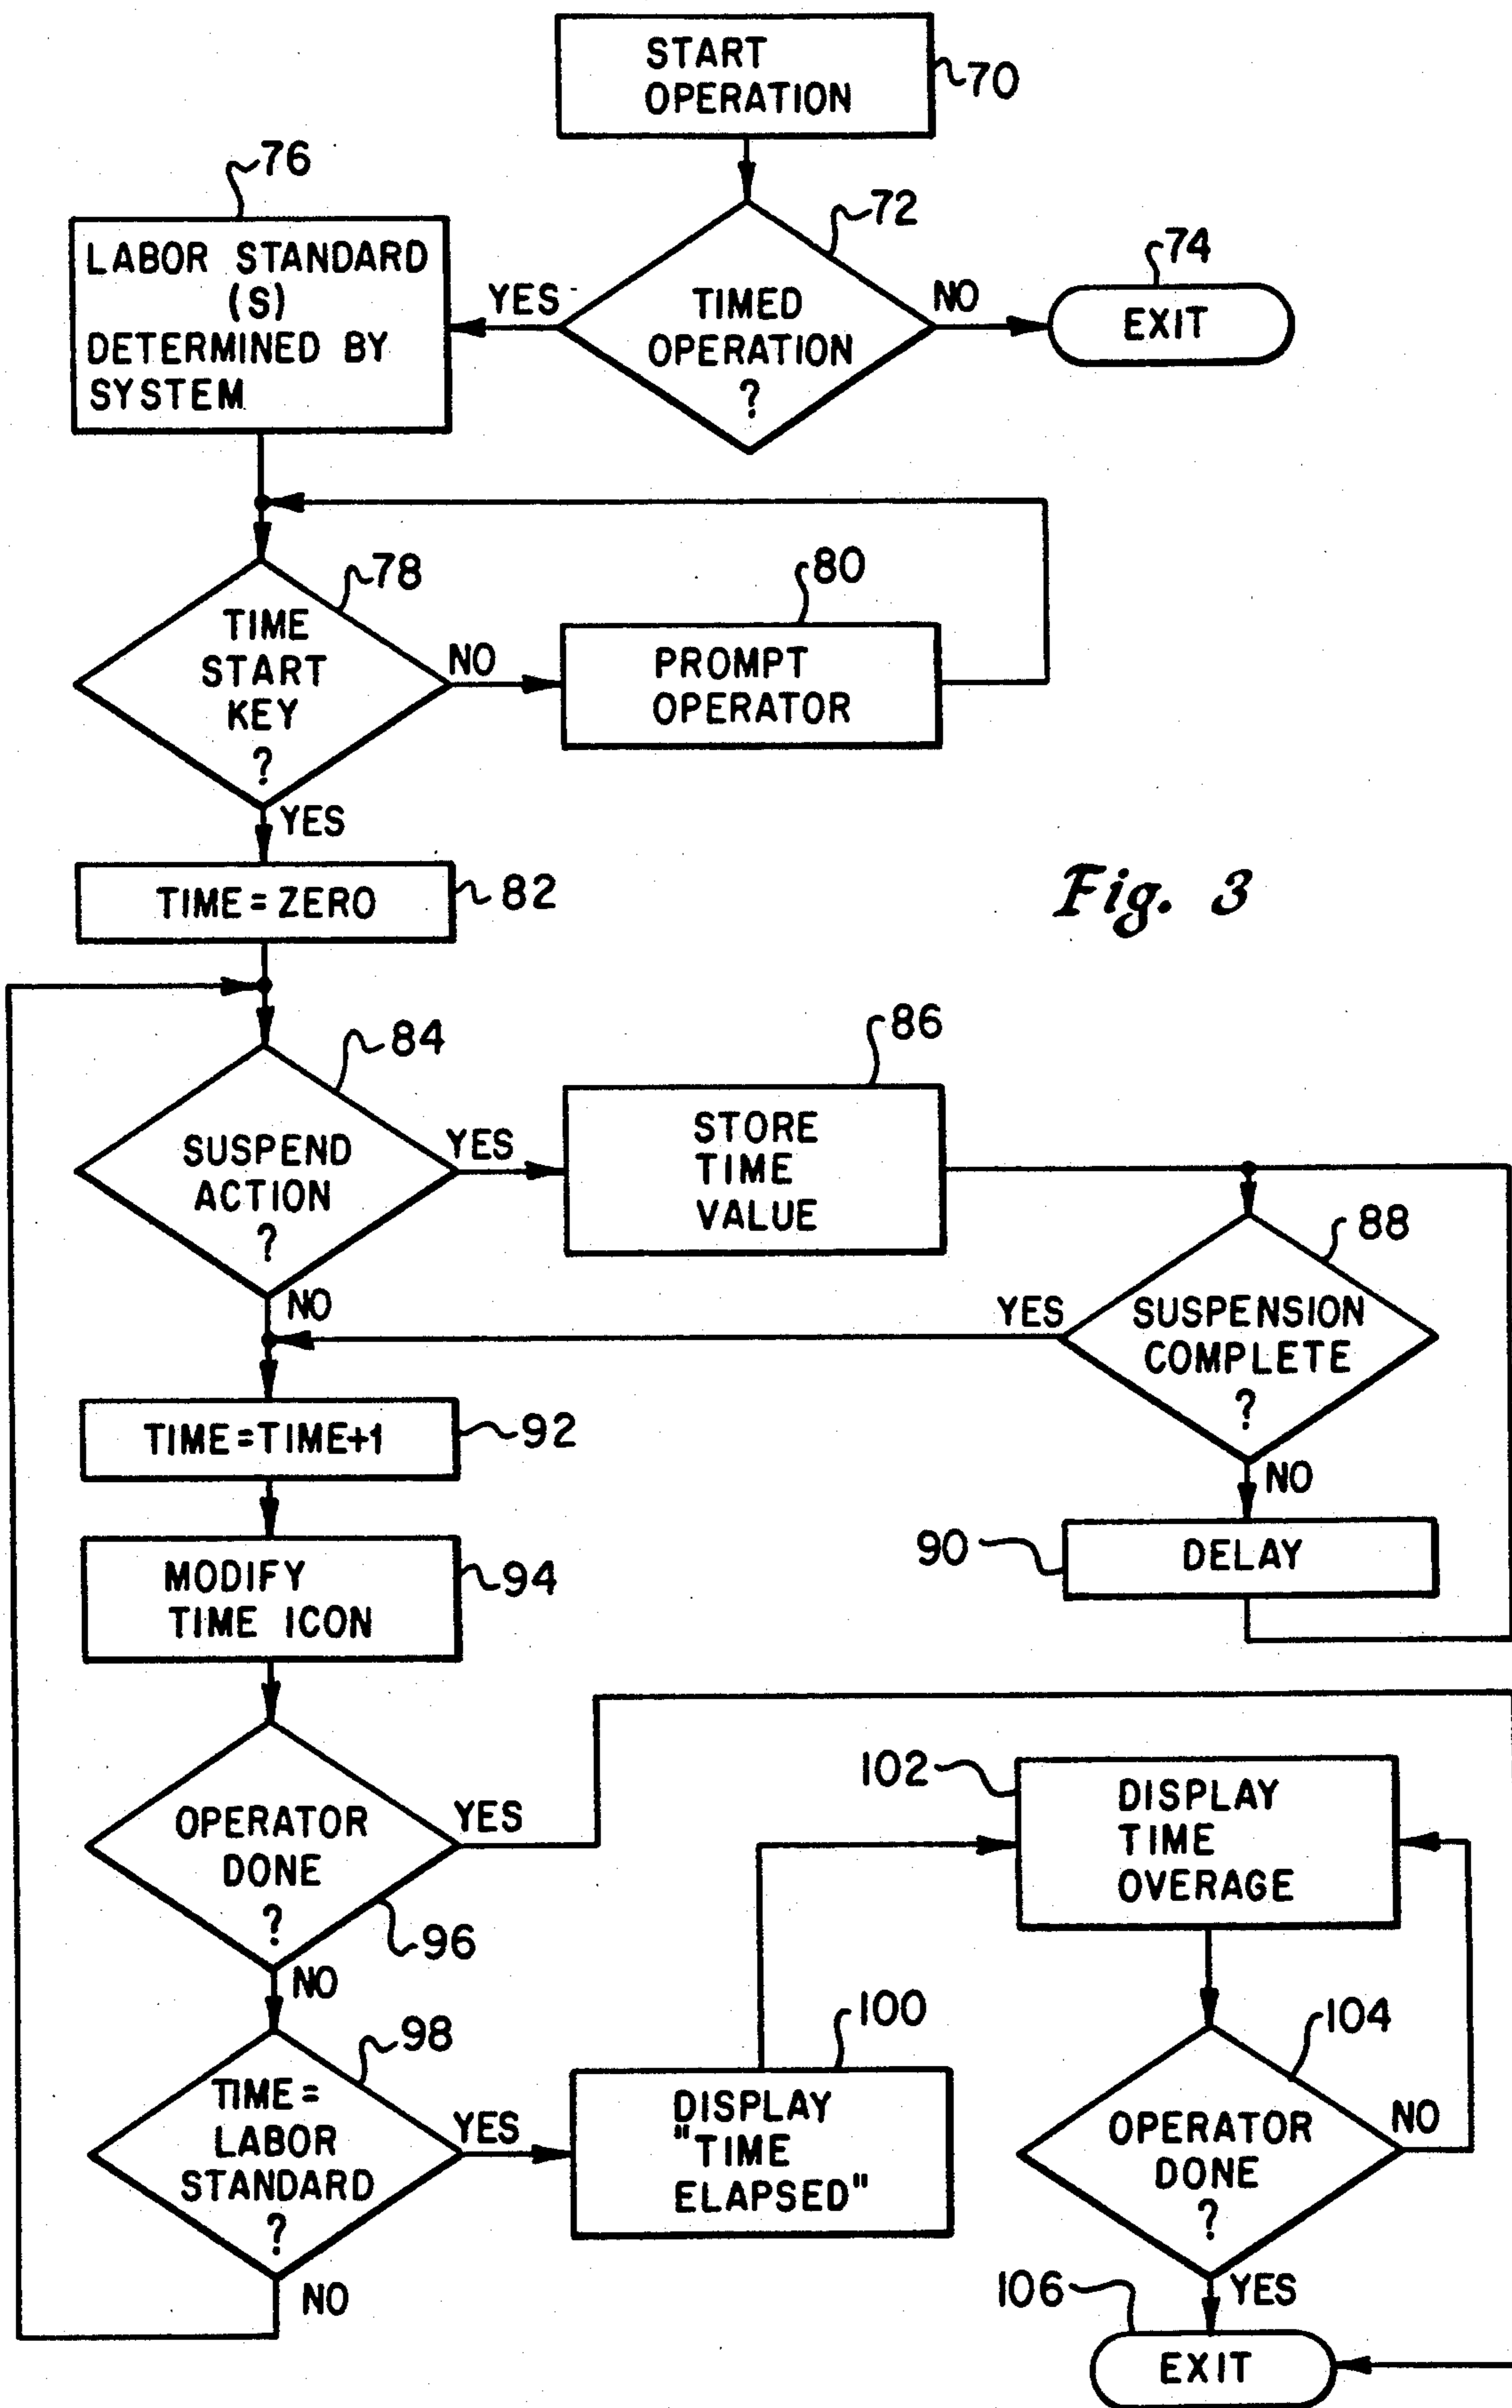 START
OPERATION
70
76
72
74
LABOR STANDARD
(S)
DETERMINED BY
SYSTEM
YES
TIMED
OPERATION
?
NO
EXIT
78
80
TIME
START
KEY
?
NO
PROMPT
OPERATOR
YES
TIME=ZERO
82
Fig. 3
84
86
SUSPEND
ACTION
?
YES
STORE
TIME
VALUE
88
NO
YES
SUSPENSION
COMPLETE
?
TIME=TIME+1
92
NO
90
DELAY
MODIFY
TIME ICON
94
102
DISPLAY
TIME
OVERAGE
OPERATOR
DONE
?
YES
96
NO
98
100
104
TIME=
LABOR
STANDARD
?
YES
DISPLAY
"TIME
ELAPSED"
OPERATOR
DONE
?
NO
NO
106
YES
EXIT